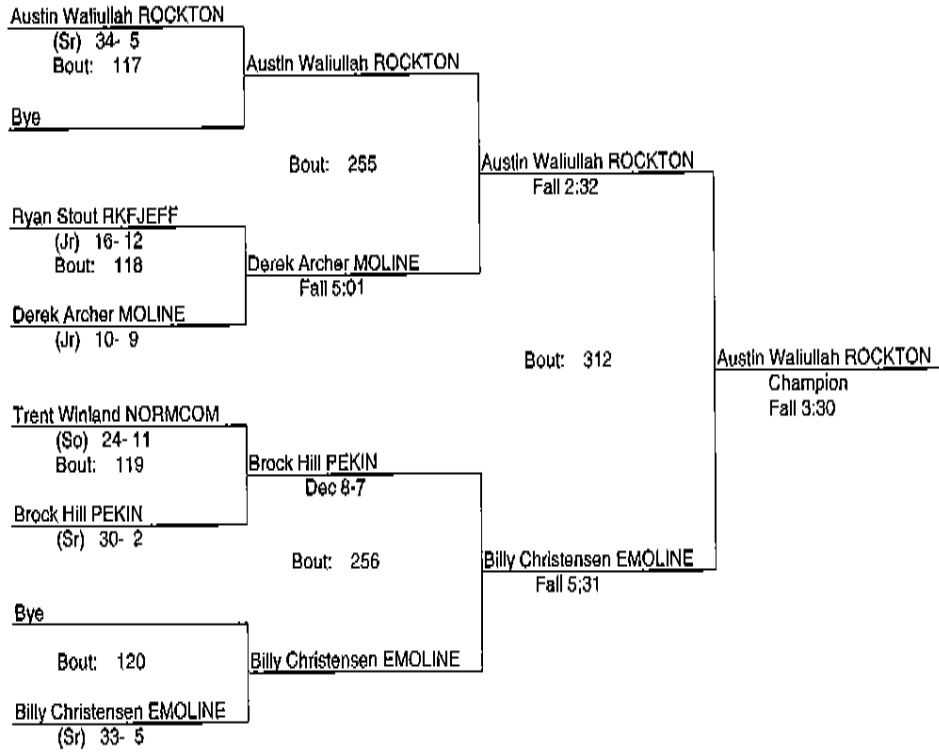 Austin Waliullah ROCKTON
(Sr) 34- 5
Bout: 117
Austin Waliullah ROCKTON
Bye
Bout: 255
Austin Waliullah ROCKTON
Fall 2:32
Ryan Stout RKFJEFF
(Jr) 16- 12
Bout: 118
Derek Archer MOLINE
Fall 5:01
Derek Archer MOLINE
(Jr) 10- 9
Bout: 312
Austin Waliullah ROCKTON
Champion
Fall 3:30
Trent Winland NORMCOM
(So) 24- 11
Bout: 119
Brock Hill PEKIN
Dec 8-7
Brock Hill PEKIN
(Sr) 30- 2
Bout: 256
Billy Christensen EMOLINE
Fall 5;31
Bye
Bout: 120
Billy Christensen EMOLINE
Billy Christensen EMOLINE
(Sr) 33- 5